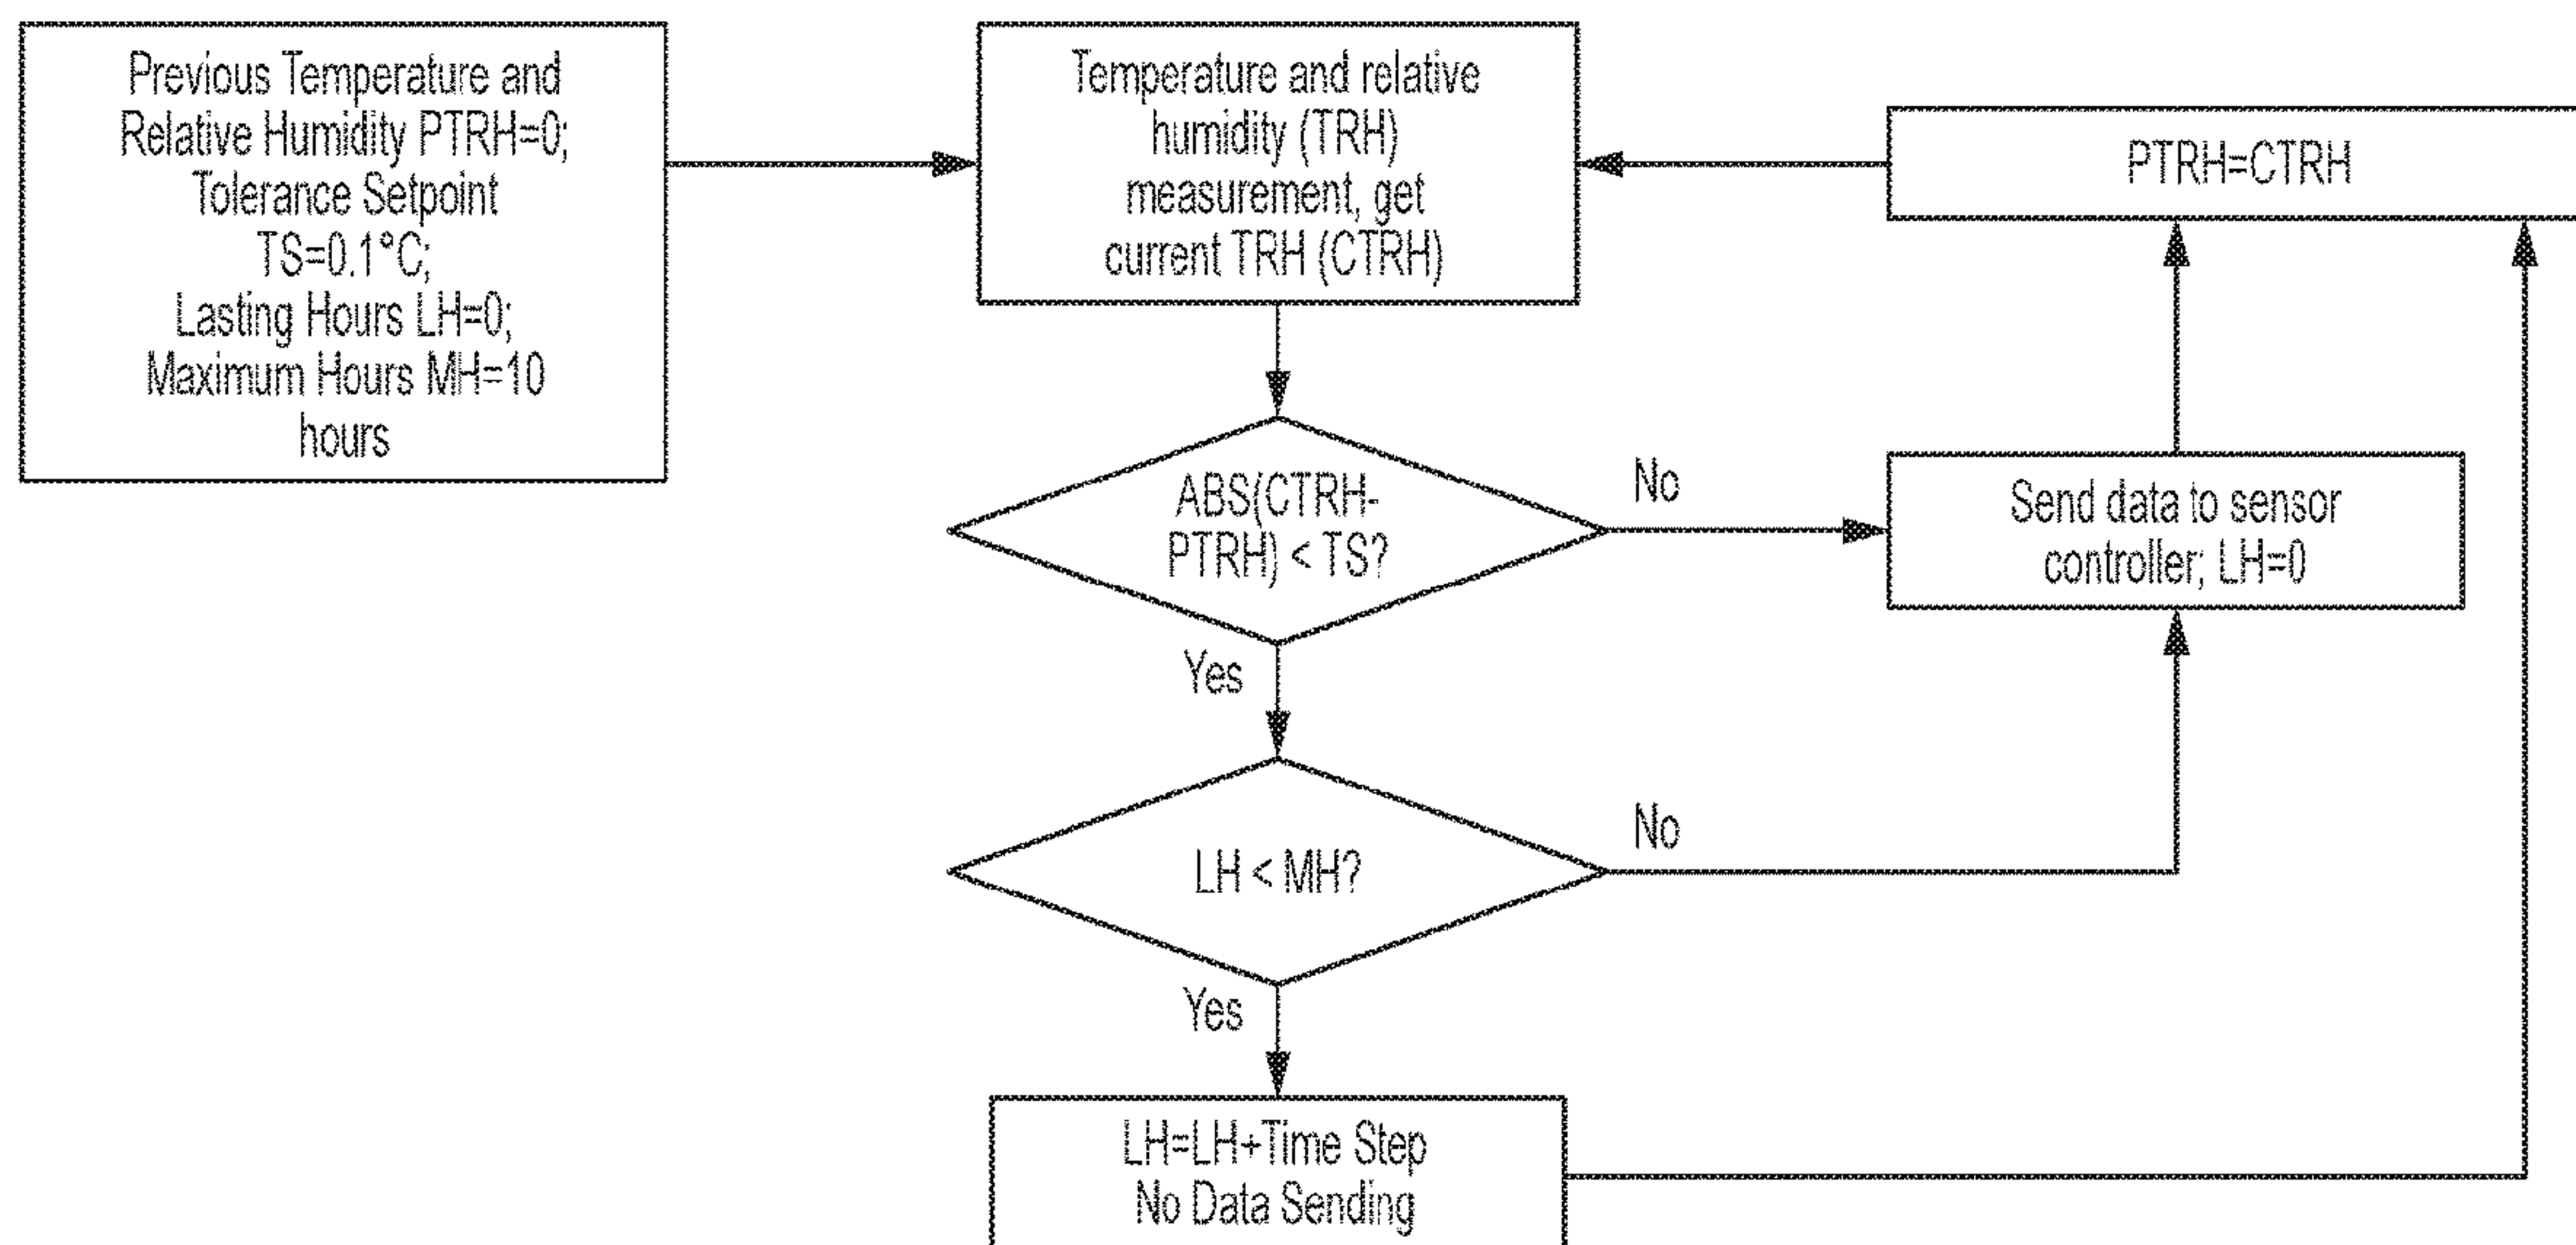 Previous Temperature and
Relative Humidity PTRH=0;
Tolerance Setpoint
TS=0.1°C;
Lasting Hours LH=0;
Maximum Hours MH=10
hours
Temperature and relative
humidity (TRH)
measurement, get
current TRH (CTRH)
PTRH=CTRH
ABS(CTRH-
PTRH) < TS?
No
Send data to sensor
controller; LH=0
Yes
LH < MH?
No
Yes
LH=LH+Time Step
No Data Sending